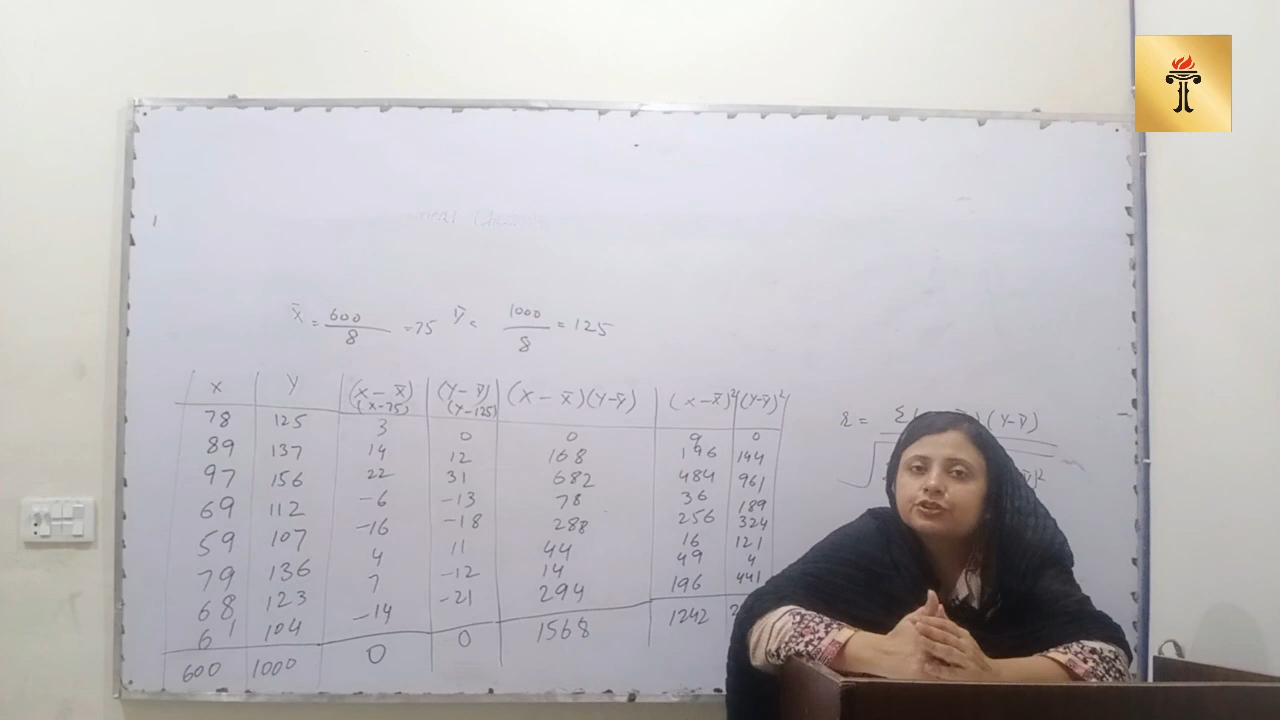 X̄ = 600/8 = 75 Ȳ = 1000/8 = 125
X Y (X - X̄) (Y - Ȳ) (X - X̄)(Y-Ȳ) (X-X̄)² (Y-Ȳ)²
(X-75) (Y-125)
78 125 3 0 0 9 0
89 137 14 12 168 196 144
97 156 22 31 682 484 961
69 112 -6 -13 78 36 189
59 107 -16 -18 288 256 324
79 136 4 11 44 16 121
68 123 7 -12 14 49 4
61 104 -14 -21 294 196 441
600 1000 0 0 1568 1242
r = Σ (Y-Ȳ)